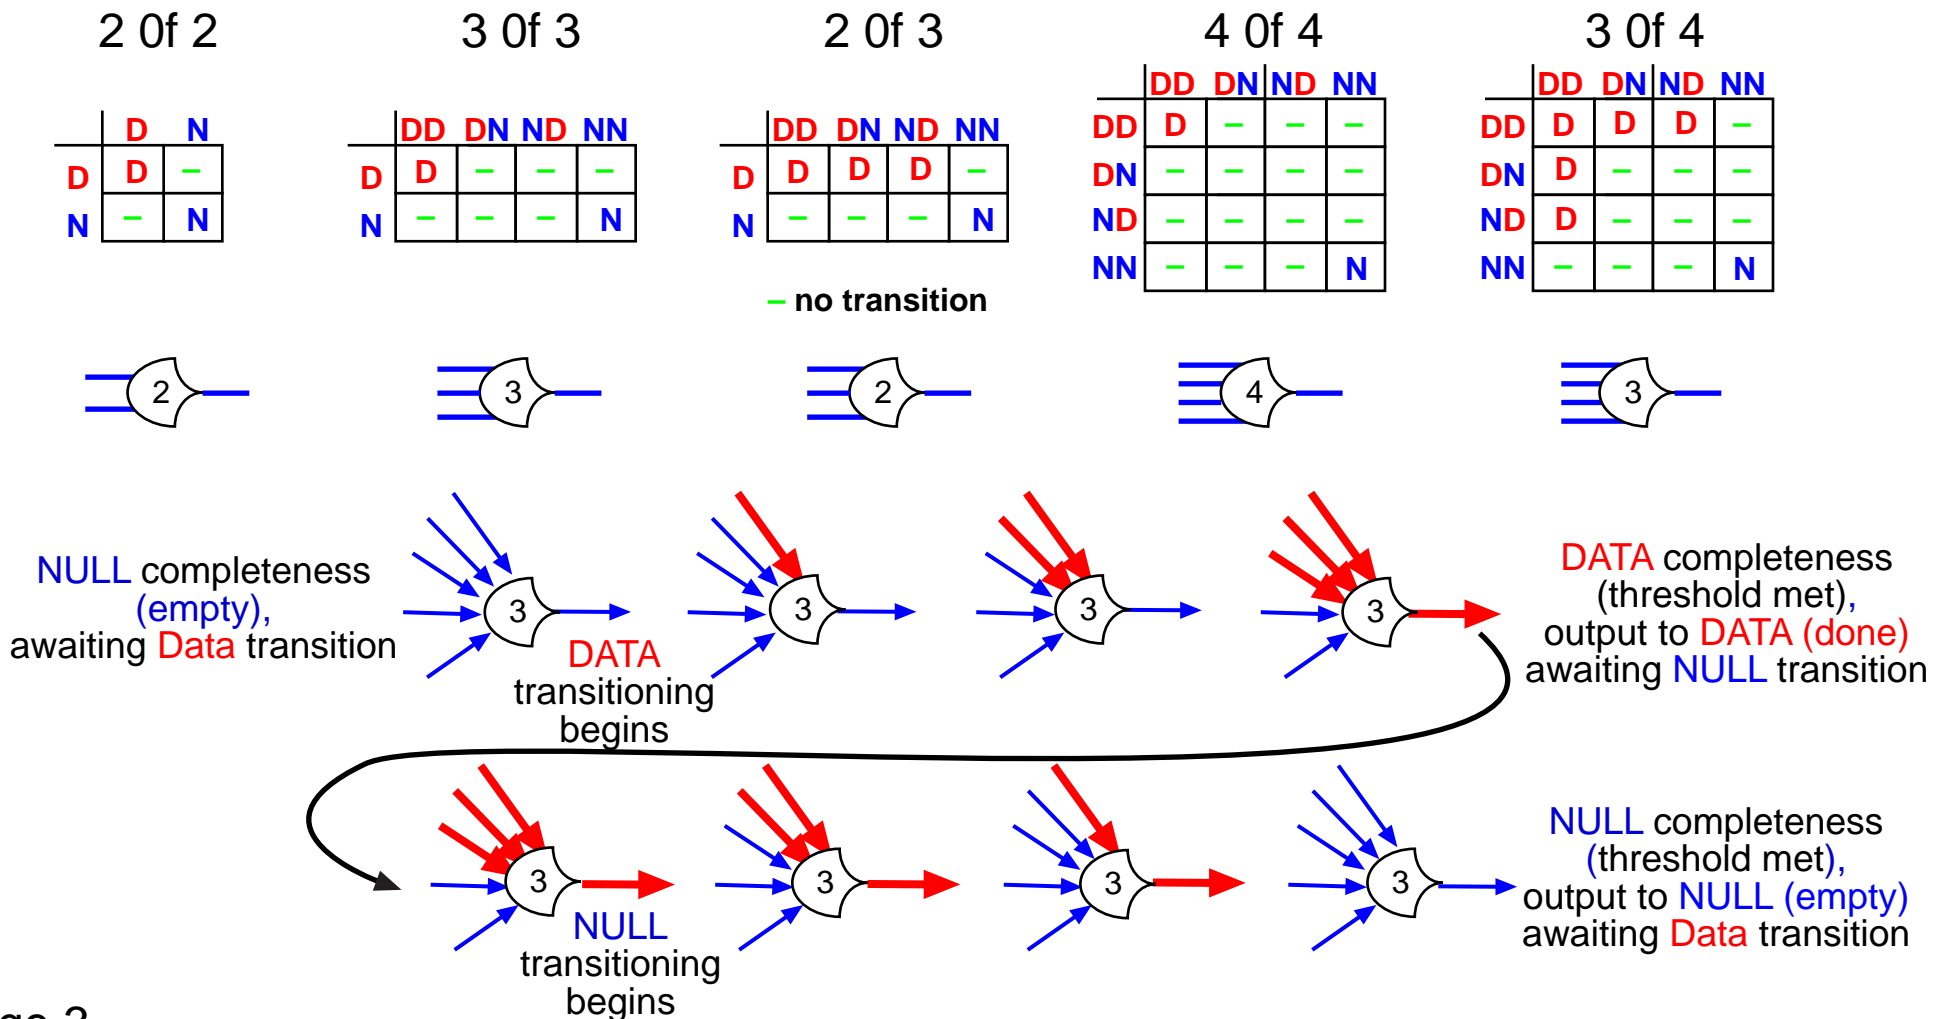 2 0f 2
3 0f 3
2 0f 3
4 0f 4
3 0f 4
D N
D D –
N – N
DD DN ND NN
D D – – –
N – – – N
DD DN ND NN
D D D D –
N – – – N
DD DN ND NN
DD D – – –
DN – – – –
ND – – – –
NN – – – N
DD DN ND NN
DD D D D –
DN D – – –
ND D – – –
NN – – – N
– no transition
2
3
2
4
3
NULL completeness
(empty),
awaiting Data transition
3
DATA
transitioning
begins
3
3
3
DATA completeness
(threshold met),
output to DATA (done)
awaiting NULL transition
3
NULL
transitioning
begins
3
3
3
NULL completeness
(threshold met),
output to NULL (empty)
awaiting Data transition